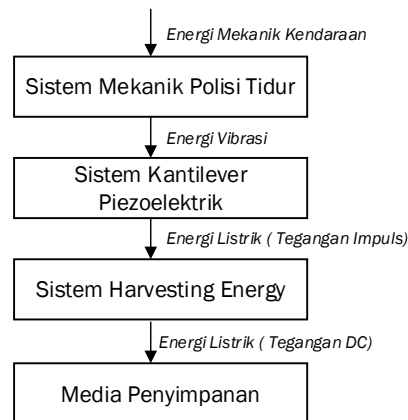 Energi Mekanik Kendaraan
Sistem Mekanik Polisi Tidur
Energi Vibrasi
Sistem Kantilever
Piezoelektrik
Energi Listrik ( Tegangan Impuls)
Sistem Harvesting Energy
Energi Listrik ( Tegangan DC)
Media Penyimpanan